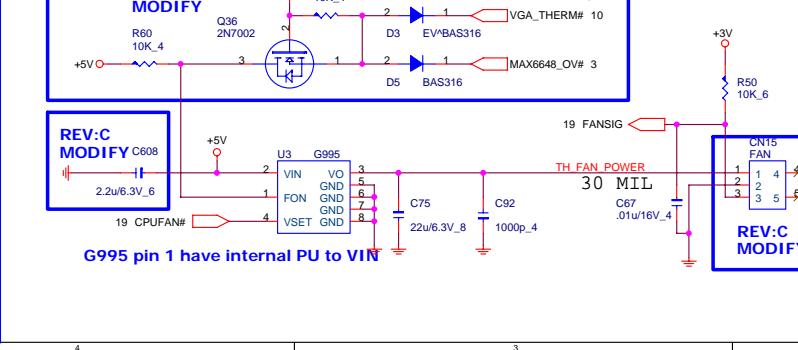 MODIFY
Q36
2N7002
2
R60
10K_4
+5V
3
1
2
1
D3
EV^BAS316
VGA_THERM# 10
2
1
D5
BAS316
MAX6648_OV# 3
+3V
R50
10K_6
REV:C
MODIFY
C608
2.2u/6.3V_6
+5V
U3
G995
2
VIN
VO
3
GND
5
1
FON
GND
6
GND
7
4
VSET
GND
8
19 CPUFAN#
C75
22u/6.3V_8
C92
1000p_4
TH_FAN_POWER
30 MIL
19 FANSIG
C67
.01u/16V_4
CN15
FAN
1
2
3
1 4
2
3 5
4
5
REV:C
MODIFY
G995 pin 1 have internal PU to VIN
4
3